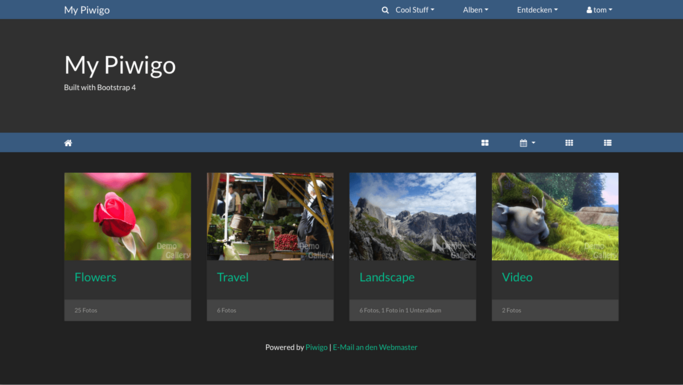 My Piwigo
Cool Stuff
Alben
Entdecken
tom
My Piwigo
Built with Bootstrap 4
Demo Gallery
Demo Gallery
Demo Gallery
Demo Gallery
Flowers
Travel
Landscape
Video
25 Fotos
6 Fotos
6 Fotos, 1 Foto in 1 Unteralbum
2 Fotos
Powered by Piwigo | E-Mail an den Webmaster